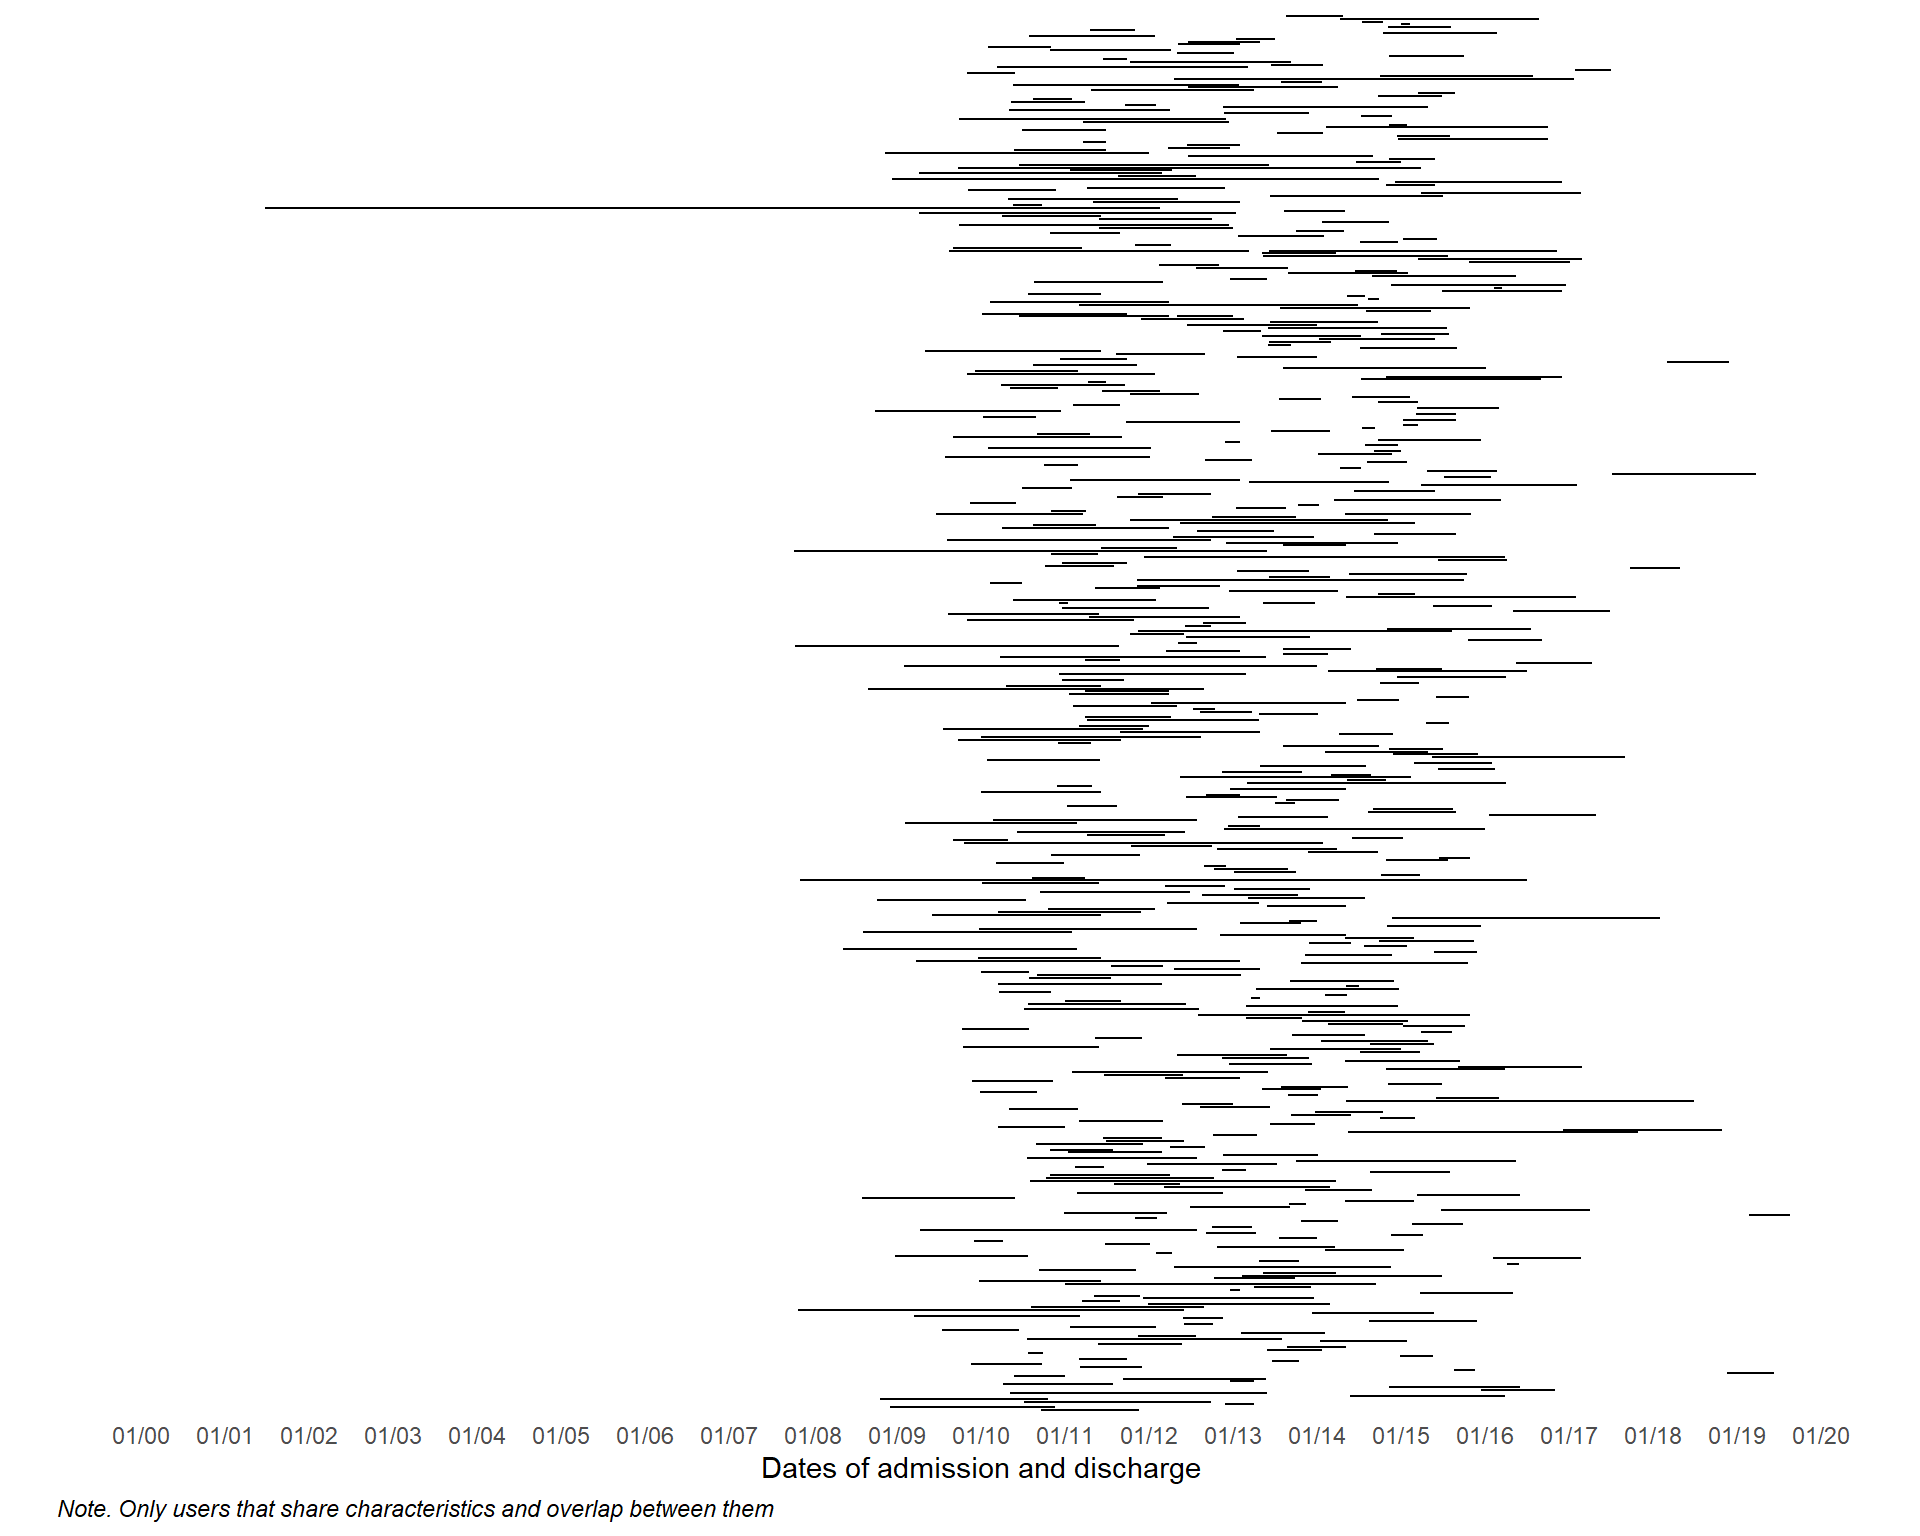 01/00 01/01 01/02 01/03 01/04 01/05 01/06 01/07 01/08 01/09 01/10 01/11 01/12 01/13 01/14 01/15 01/16 01/17 01/18 01/19 01/20
Dates of admission and discharge
Note. Only users that share characteristics and overlap between them